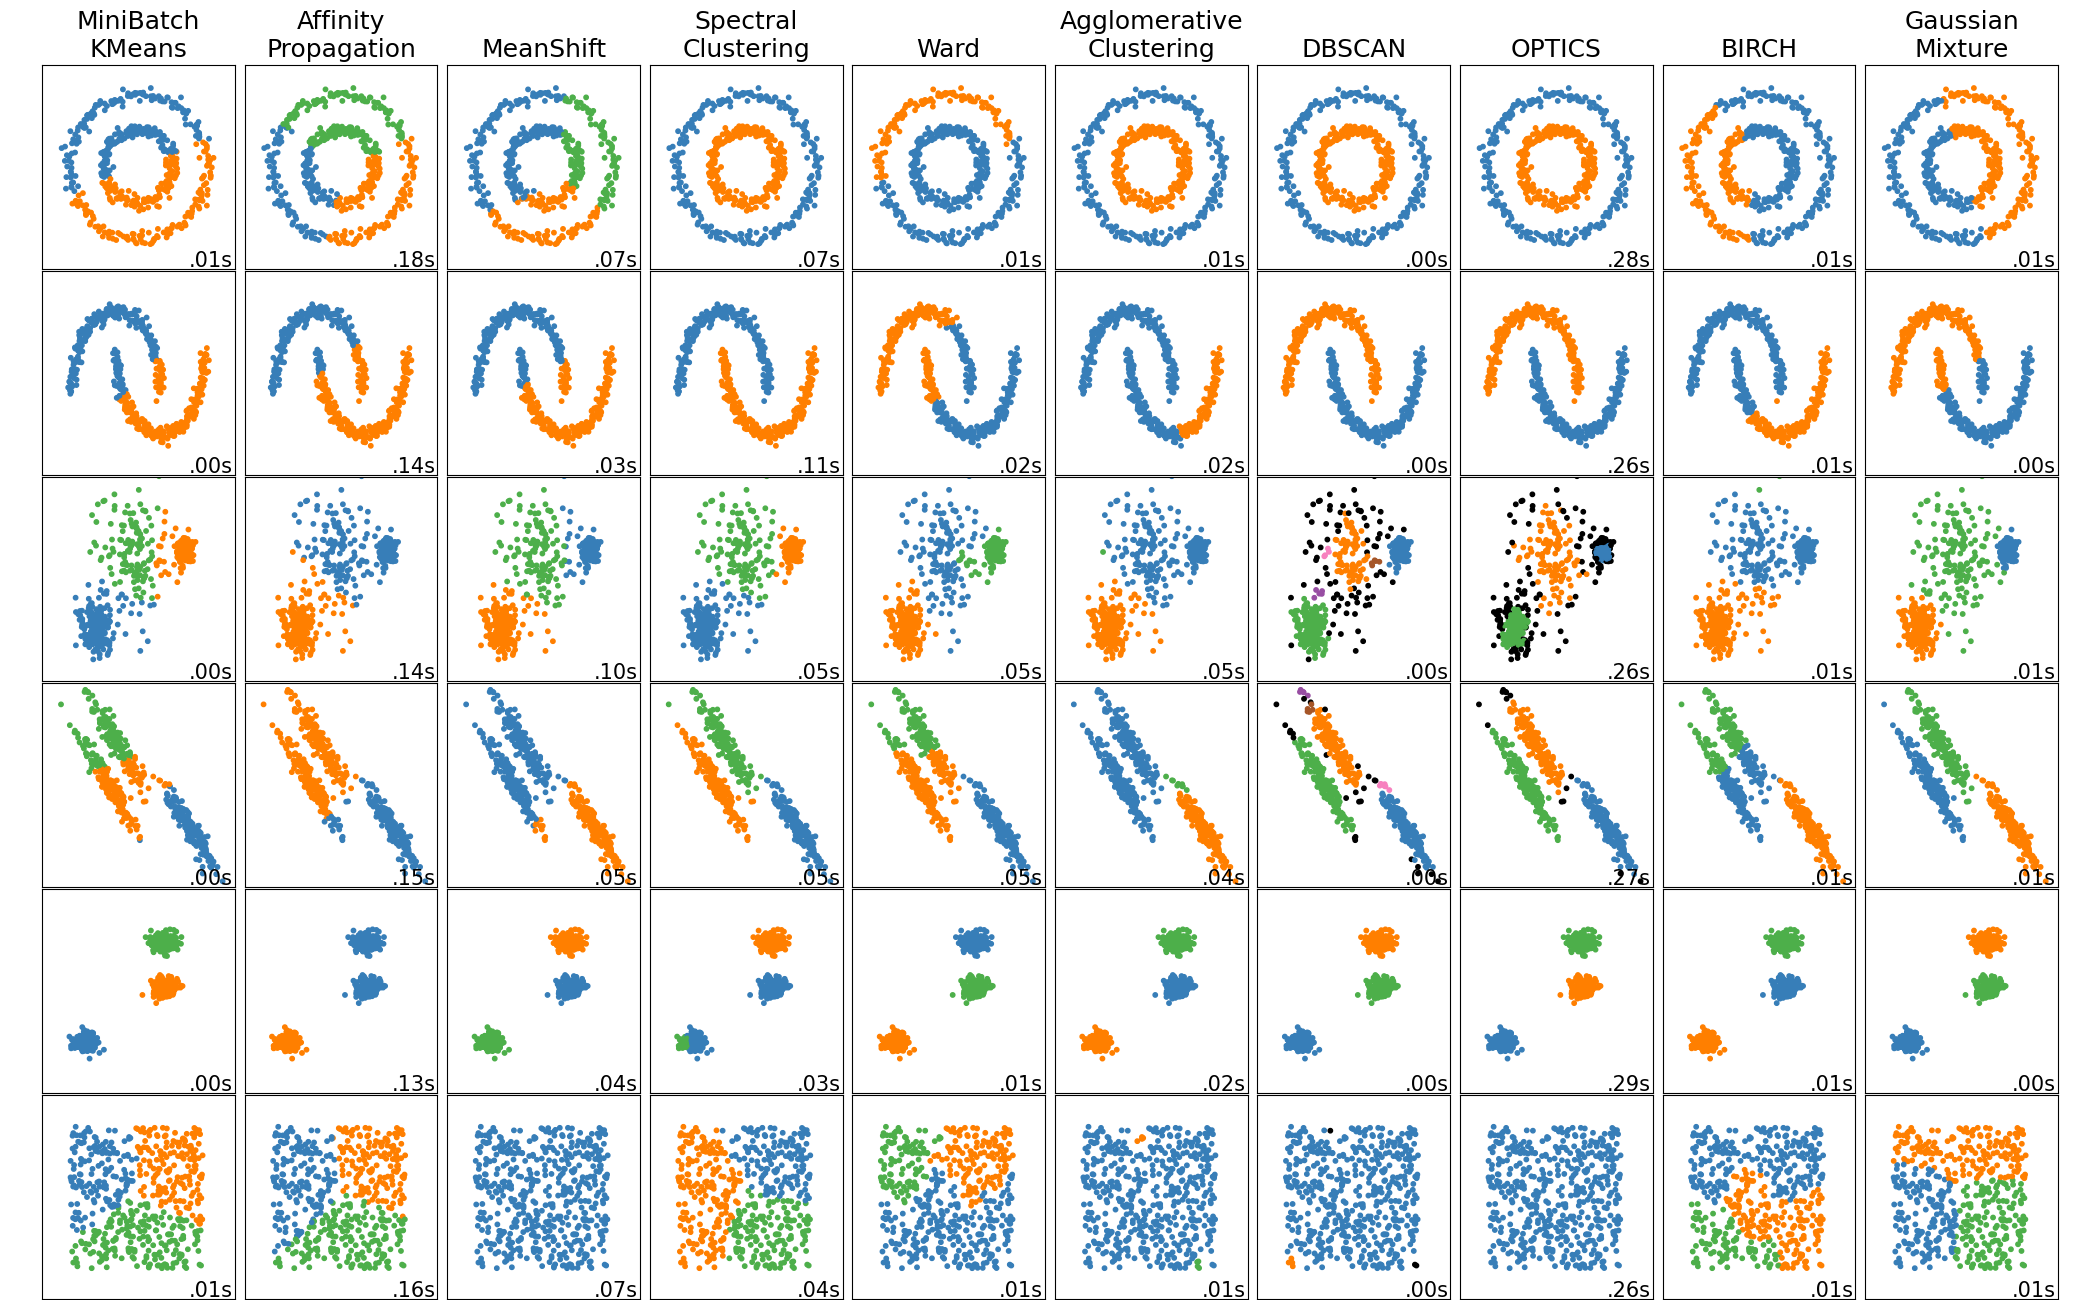 MiniBatch
KMeans
Affinity
Propagation
MeanShift
Spectral
Clustering
Ward
Agglomerative
Clustering
DBSCAN
OPTICS
BIRCH
Gaussian
Mixture
.01s
.18s
.07s
.07s
.01s
.01s
.00s
.28s
.01s
.01s
.00s
.14s
.03s
.11s
.02s
.02s
.00s
.26s
.01s
.00s
.00s
.14s
.10s
.05s
.05s
.05s
.00s
.26s
.01s
.01s
.00s
.15s
.05s
.05s
.05s
.04s
.00s
.27s
.01s
.01s
.00s
.13s
.04s
.03s
.01s
.02s
.00s
.29s
.01s
.00s
.01s
.16s
.07s
.04s
.01s
.01s
.00s
.26s
.01s
.01s